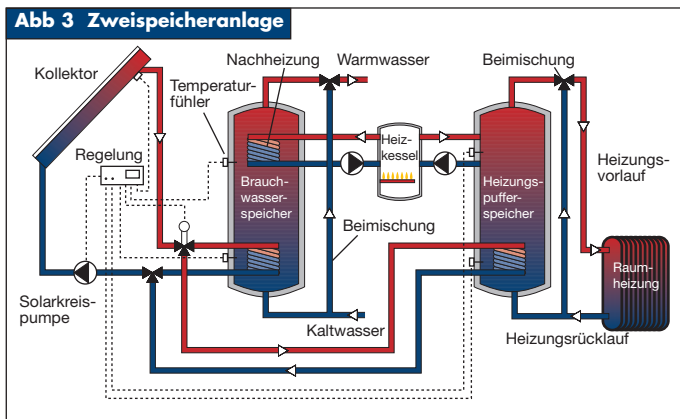 Abb 3 Zweispeicheranlage
Kollektor
Nachheizung
Warmwasser
Beimischung
Temperatur-
fühler
Regelung
Heiz-
kessel
Heizungs-
vorlauf
Brauch-
wasser-
speicher
Heizungs-
puffer-
speicher
Beimischung
Raum-
heizung
Solarkreis-
pumpe
Kaltwasser
Heizungsrücklauf